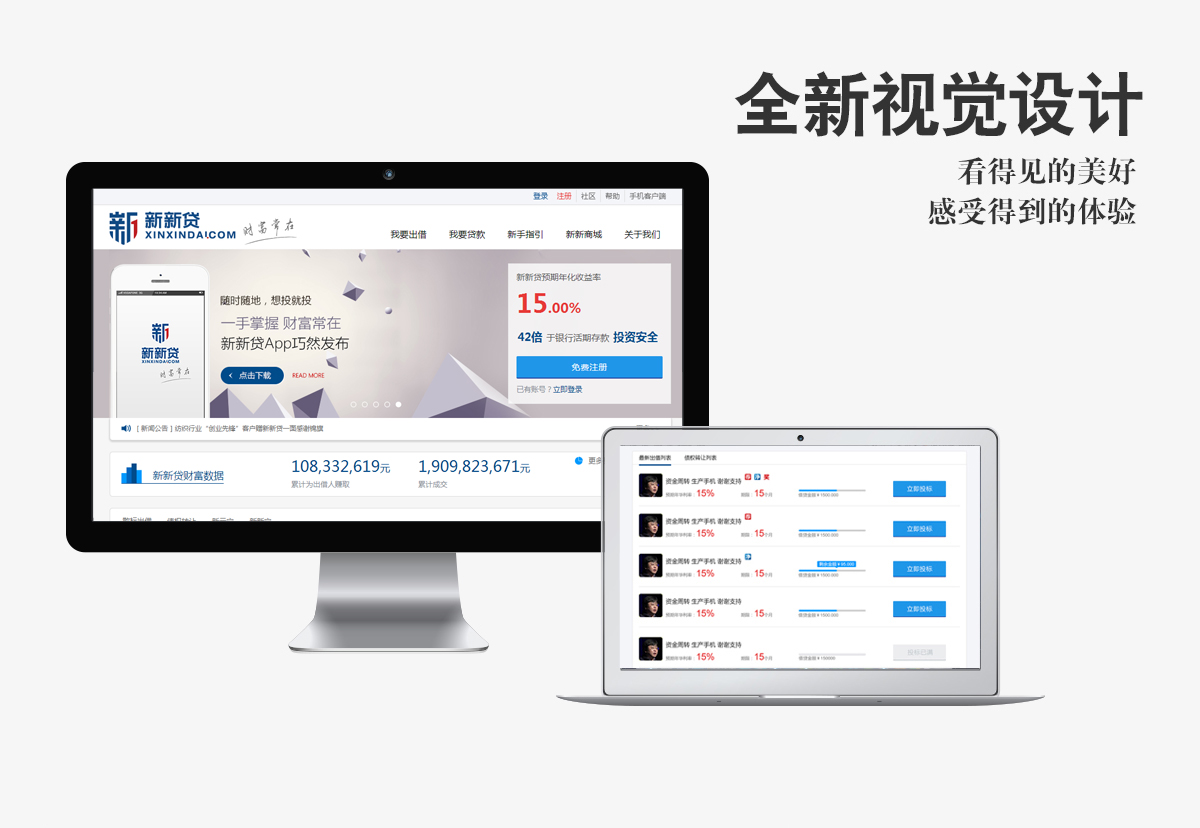 全新视觉设计
看得见的美好
感受得到的体验
登录 注册 社区 帮助 手机客户端
新新贷
XINXINDAI.COM
财富常在
我要出借 我要贷款 新手指引 新新商城 关于我们
随时随地，想投就投
一手掌握 财富常在
新新贷App巧然发布
点击下载 READ MORE
新新贷
XINXINDAI.COM
财富常在
新新贷预期年化收益率
15.00%
42倍 于银行活期存款 投资安全
免费注册
已有账号？立即登录
[ 新闻公告 ] 纺织行业“创业先锋”客户赠新新贷一面感谢锦旗
新新贷财富数据
108,332,619元
累计为出借人赚取
1,909,823,671元
累计成交
更多
最新出借列表 债权转让列表
资金周转 生产手机 谢谢支持
15% 15个月
立即投标
资金周转 生产手机 谢谢支持
15% 15个月
立即投标
资金周转 生产手机 谢谢支持
15% 15个月
立即投标
资金周转 生产手机 谢谢支持
15% 15个月
立即投标
资金周转 生产手机 谢谢支持
15% 15个月
投标已满